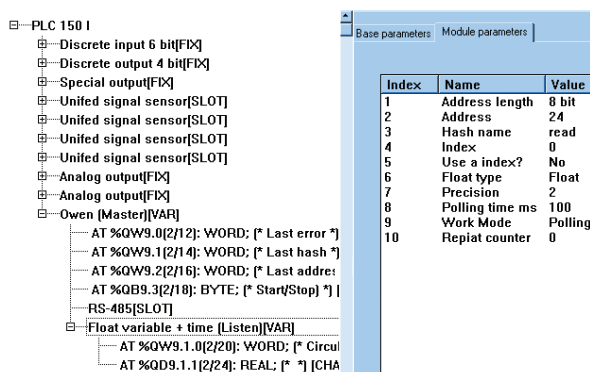 PLC 150 I
Discrete input 6 bit[FIX]
Discrete output 4 bit[FIX]
Special output[FIX]
Unifed signal sensor[SLOT]
Unifed signal sensor[SLOT]
Unifed signal sensor[SLOT]
Unifed signal sensor[SLOT]
Analog output[FIX]
Analog output[FIX]
Owen (Master)[VAR]
AT %QW9.0(2/12): WORD; (* Last error *)
AT %QW9.1(2/14): WORD; (* Last hash *)
AT %QW9.2(2/16): WORD; (* Last addres
AT %QB9.3(2/18): BYTE; (* Start/Stop) *) [
RS-485[SLOT]
Float variable + time (Listen)[VAR]
AT %QW9.1.0(2/20): WORD; (* Circul
AT %QD9.1.1(2/24): REAL; (* *) [CHA
Base parameters Module parameters
Index Name Value
1 Address length 8 bit
2 Address 24
3 Hash name read
4 Index 0
5 Use a index? No
6 Float type Float
7 Precision 2
8 Polling time ms 100
9 Work Mode Polling
10 Repiat counter 0